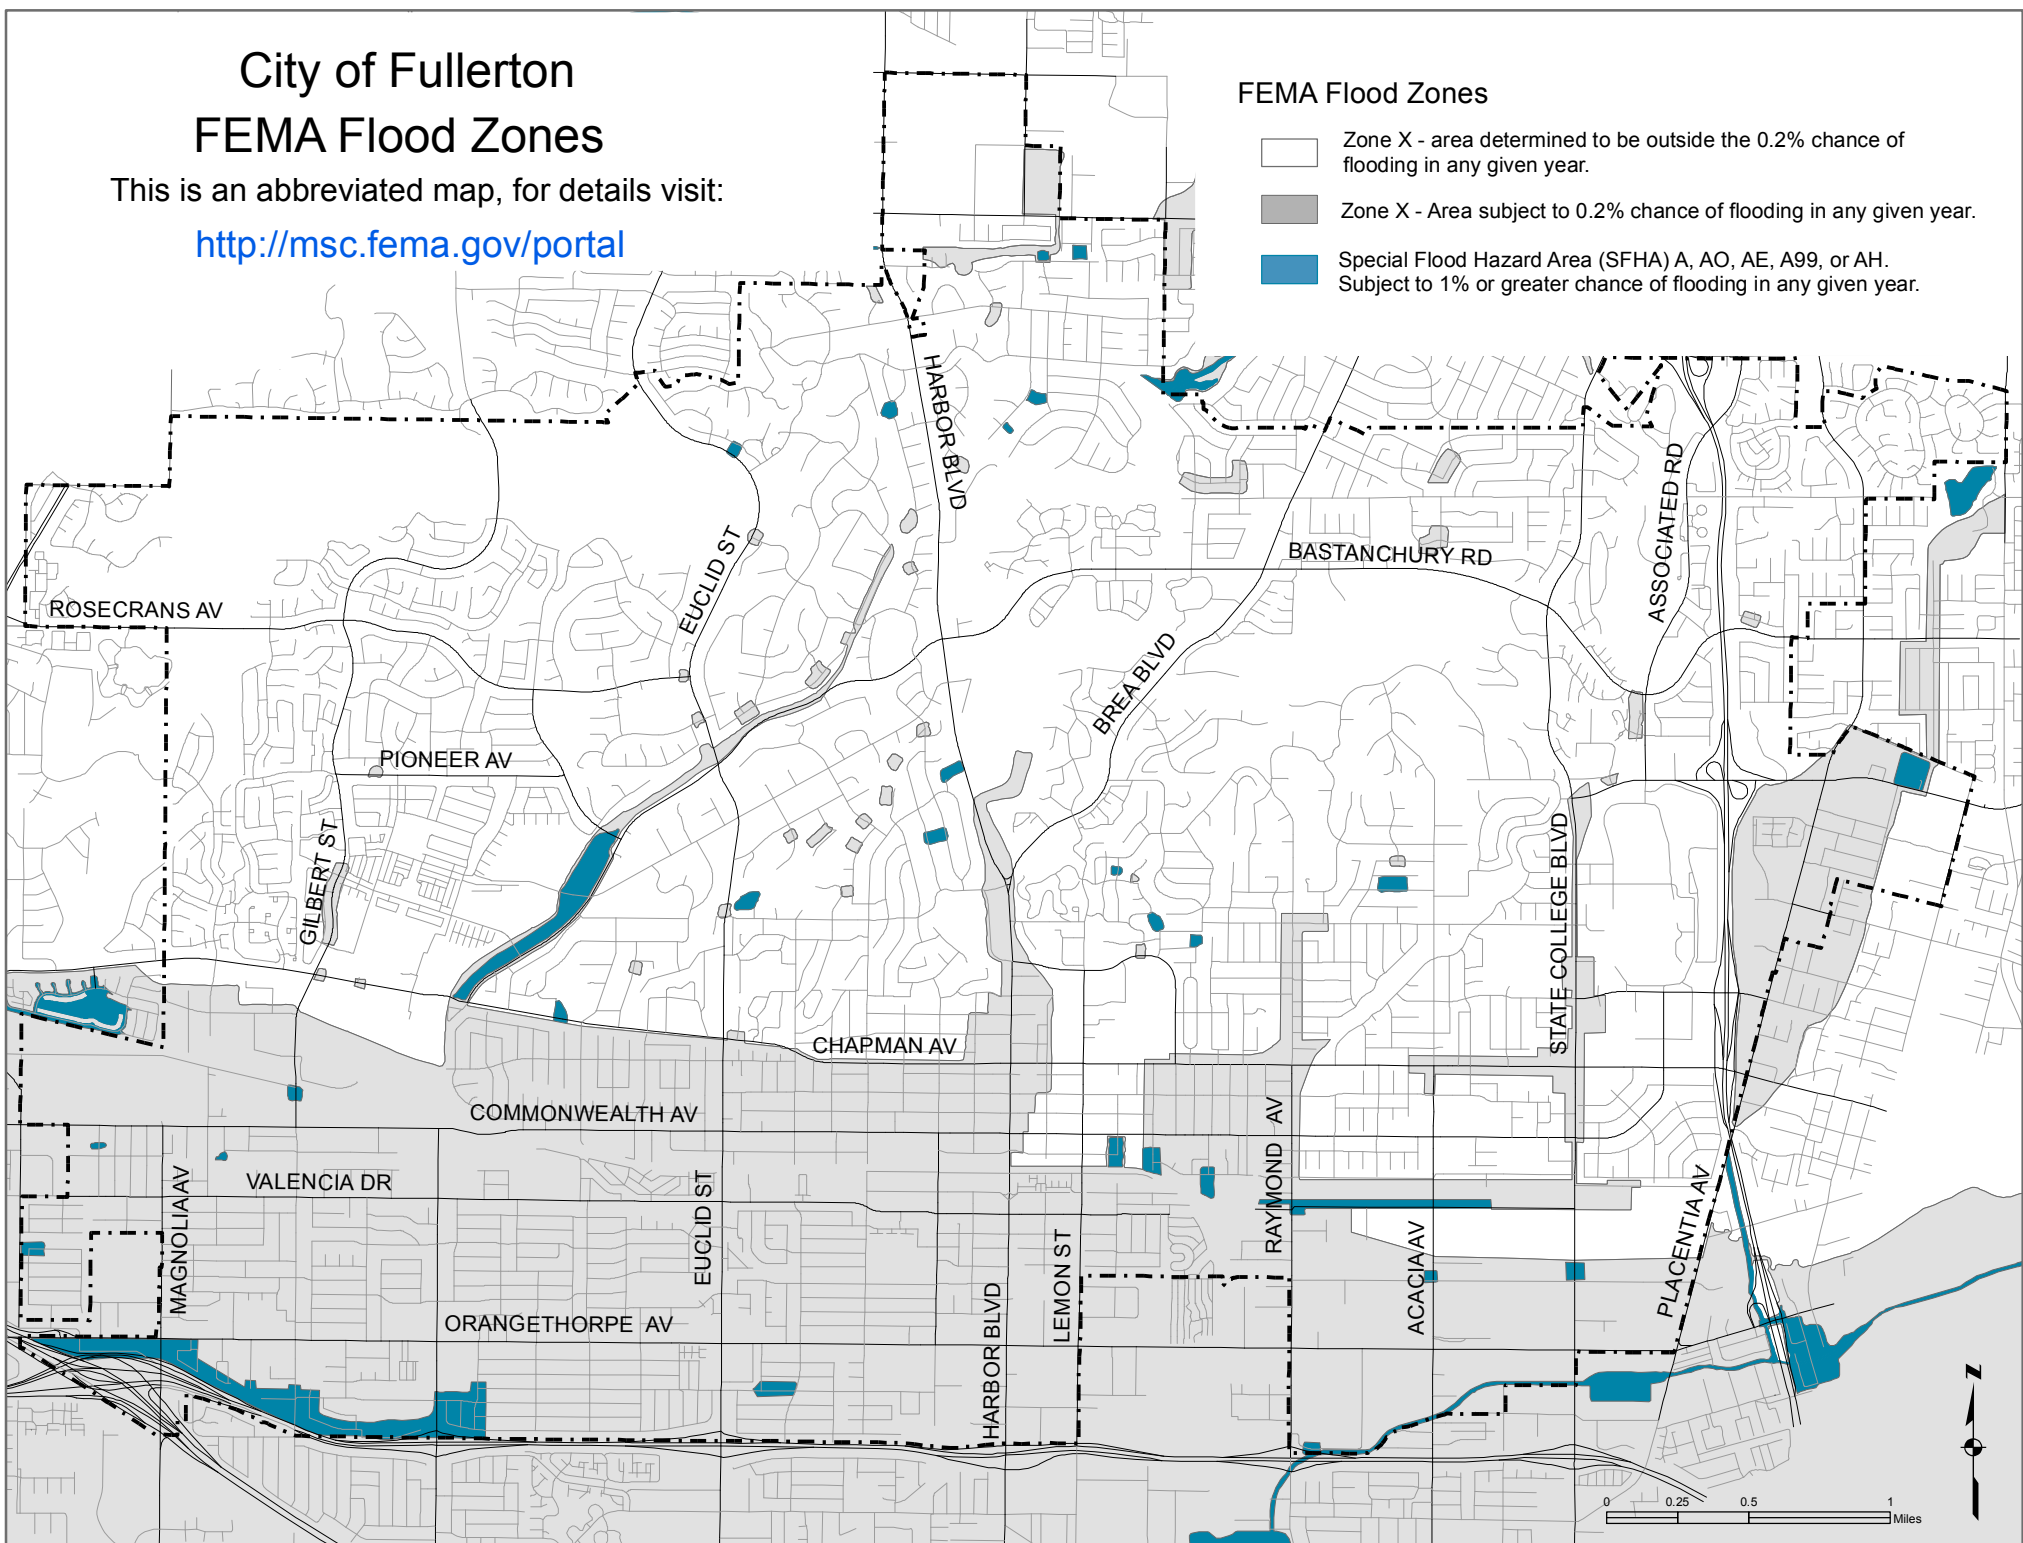 City of Fullerton
FEMA Flood Zones
This is an abbreviated map, for details visit:
http://msc.fema.gov/portal
FEMA Flood Zones
Zone X - area determined to be outside the 0.2% chance of
flooding in any given year.
Zone X - Area subject to 0.2% chance of flooding in any given year.
Special Flood Hazard Area (SFHA) A, AO, AE, A99, or AH.
Subject to 1% or greater chance of flooding in any given year.
HARBOR BLVD
ASSOCIATED RD
EUCLID ST
BASTANCHURY RD
ROSECRANS AV
BREA BLVD
PIONEER AV
GILBERT ST
STATE COLLEGE BLVD
CHAPMAN AV
COMMONWEALTH AV
RAYMOND AV
VALENCIA DR
MAGNOLIA AV
EUCLID ST
PLACENTIA AV
LEMON ST
ACACIA AV
HARBOR BLVD
ORANGETHORPE AV
N
0 0.25 0.5 1
Miles